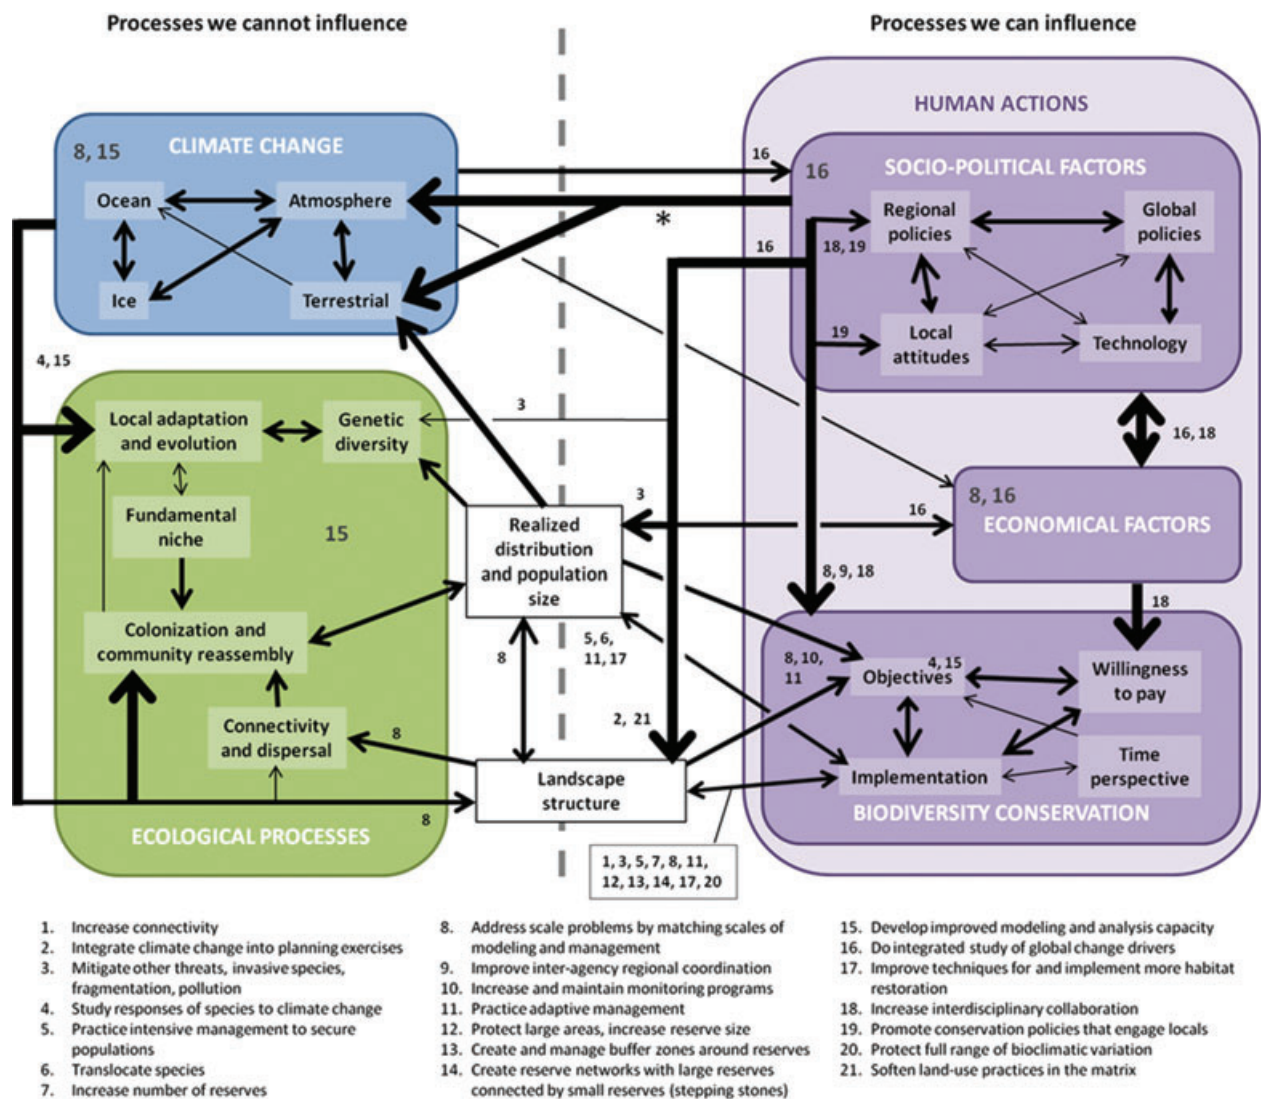 Processes we cannot influence
Processes we can influence
HUMAN ACTIONS
CLIMATE CHANGE
8, 15
Ocean
Atmosphere
Ice
Terrestrial
16
*
16
SOCIO-POLITICAL FACTORS
16
Regional
policies
Global
policies
18, 19
19
Local
attitudes
Technology
4, 15
16, 18
Local adaptation
and evolution
Genetic
diversity
3
Fundamental
niche
15
Colonization and
community reassembly
Connectivity
and dispersal
ECOLOGICAL PROCESSES
Realized
distribution
and population
size
3
16
8, 16
ECONOMICAL FACTORS
8, 9, 18
18
8
5, 6,
11, 17
8, 10,
11
4, 15
Objectives
Willingness
to pay
2, 21
8
Landscape
structure
8
Implementation
Time
perspective
BIODIVERSITY CONSERVATION
1, 3, 5, 7, 8, 11,
12, 13, 14, 17, 20
1. Increase connectivity
2. Integrate climate change into planning exercises
3. Mitigate other threats, invasive species,
fragmentation, pollution
4. Study responses of species to climate change
5. Practice intensive management to secure
populations
6. Translocate species
7. Increase number of reserves
8. Address scale problems by matching scales of
modeling and management
9. Improve inter-agency regional coordination
10. Increase and maintain monitoring programs
11. Practice adaptive management
12. Protect large areas, increase reserve size
13. Create and manage buffer zones around reserves
14. Create reserve networks with large reserves
connected by small reserves (stepping stones)
15. Develop improved modeling and analysis capacity
16. Do integrated study of global change drivers
17. Improve techniques for and implement more habitat
restoration
18. Increase interdisciplinary collaboration
19. Promote conservation policies that engage locals
20. Protect full range of bioclimatic variation
21. Soften land-use practices in the matrix